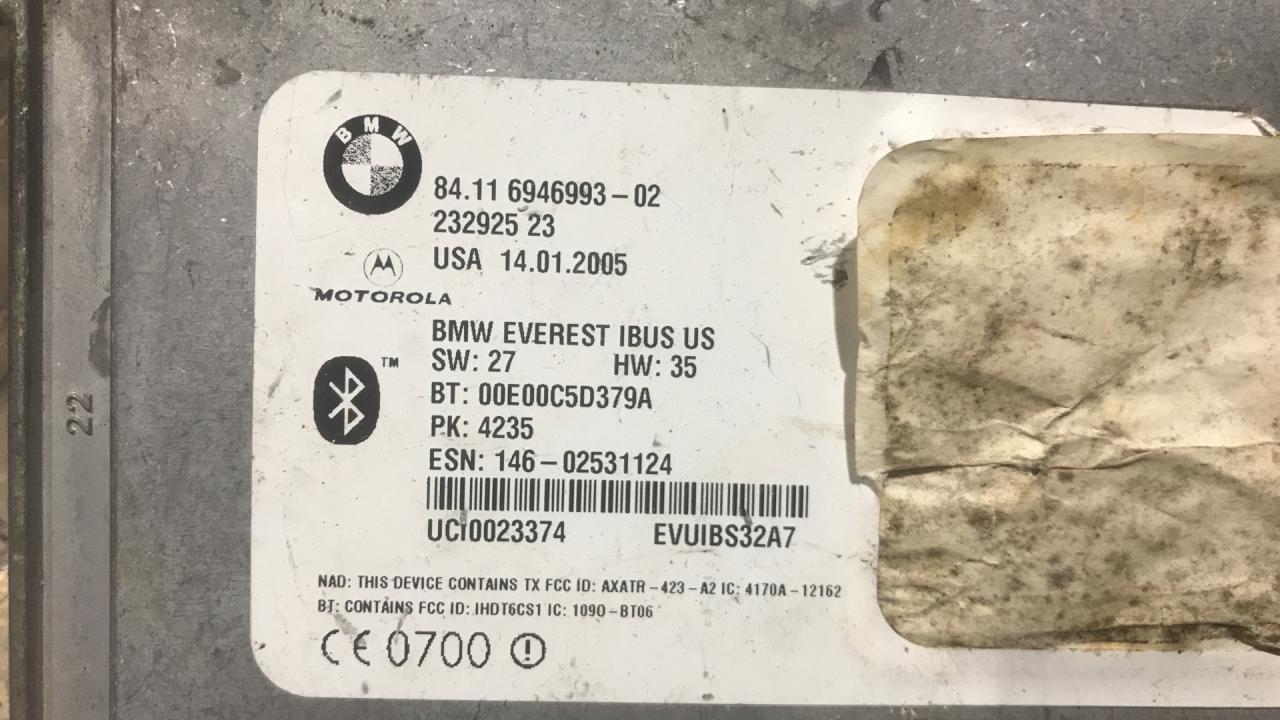 BMW
84.11 6946993-02
232925 23
USA 14.01.2005
MOTOROLA
BMW EVEREST IBUS US
SW: 27 HW: 35
TM
BT: 00E00C5D379A
PK: 4235
22
ESN: 146-02531124
UCI0023374 EVUIBS32A7
NAD: THIS DEVICE CONTAINS TX FCC ID: AXATR-423-A2 IC: 4170A-12162
BT: CONTAINS FCC ID: IHDT6CS1 IC: 109O-BT06
CE 0700